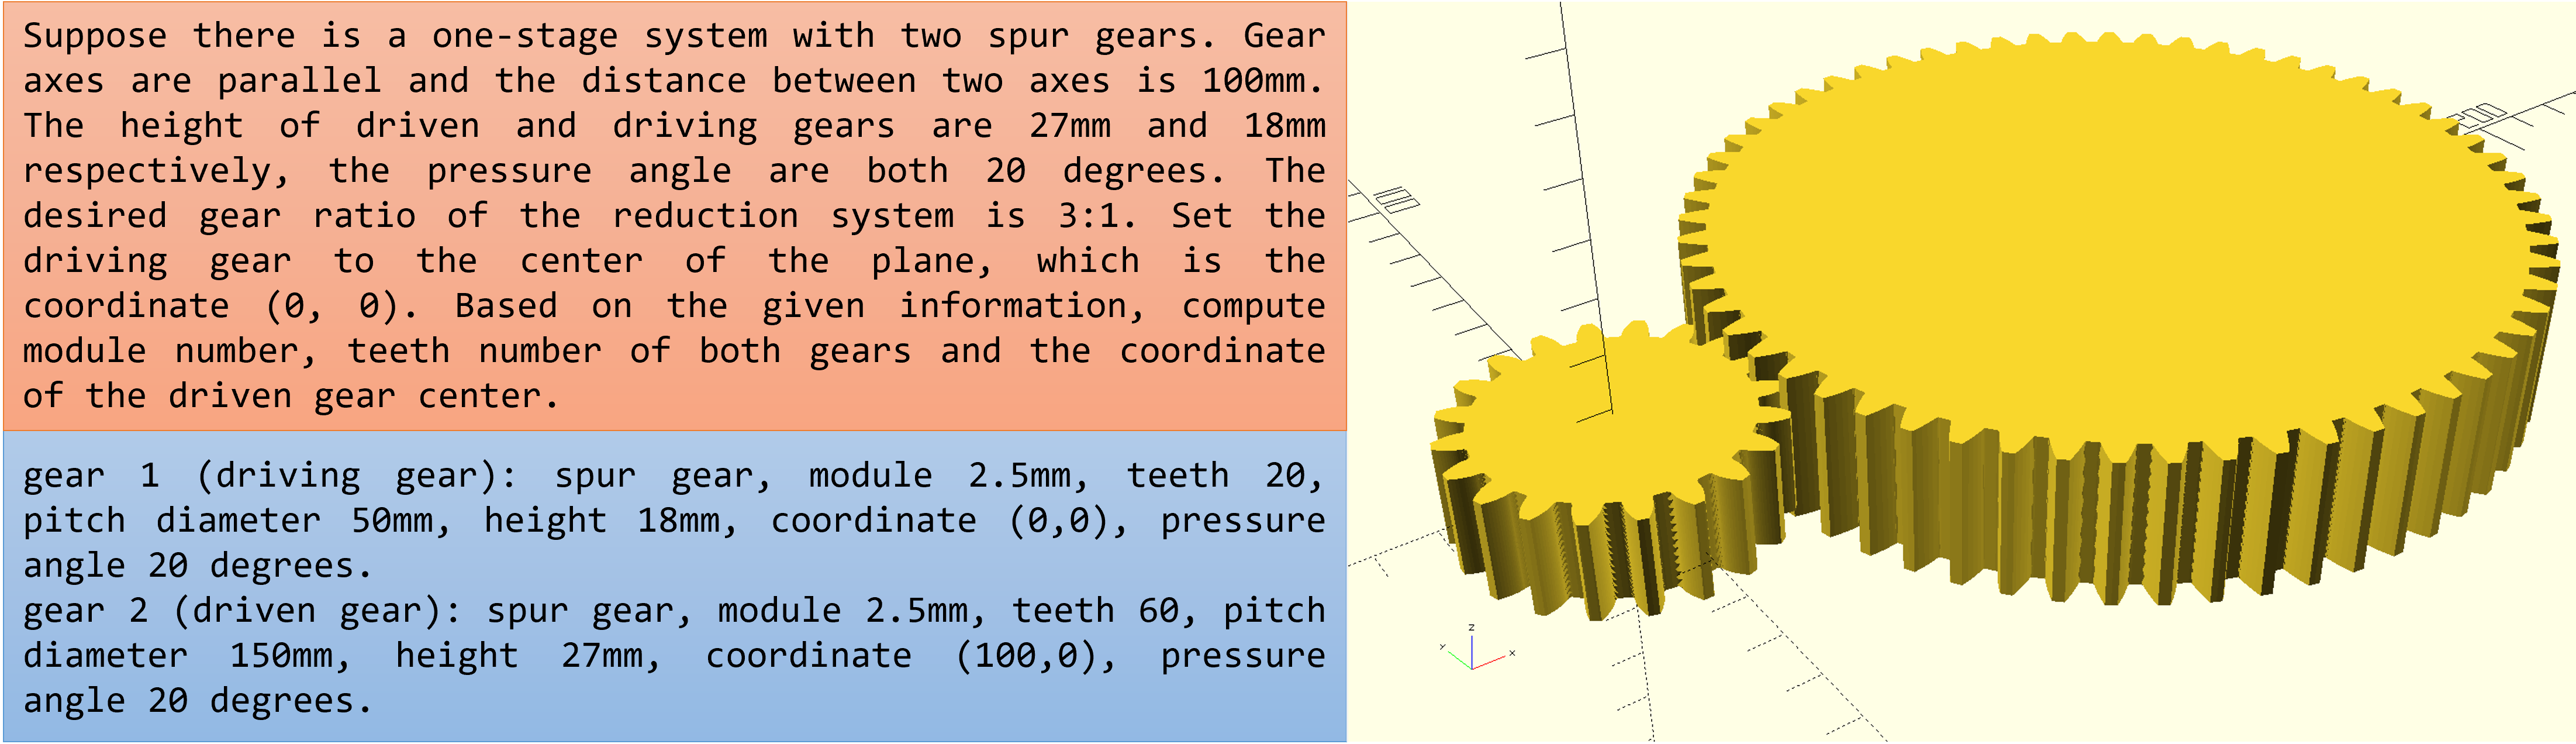 Suppose there is a one-stage system with two spur gears. Gear
axes are parallel and the distance between two axes is 100mm.
The height of driven and driving gears are 27mm and 18mm
respectively, the pressure angle are both 20 degrees. The
desired gear ratio of the reduction system is 3:1. Set the
driving gear to the center of the plane, which is the
coordinate (0, 0). Based on the given information, compute
module number, teeth number of both gears and the coordinate
of the driven gear center.
gear 1 (driving gear): spur gear, module 2.5mm, teeth 20,
pitch diameter 50mm, height 18mm, coordinate (0,0), pressure
angle 20 degrees.
gear 2 (driven gear): spur gear, module 2.5mm, teeth 60, pitch
diameter 150mm, height 27mm, coordinate (100,0), pressure
angle 20 degrees.
z
y
x